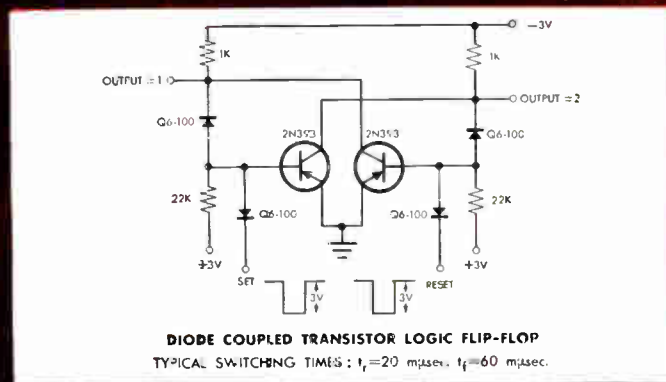 −3V
1K
1K
OUTPUT =1
OUTPUT =2
Q6-100
Q6-100
2N393
2N393
22K
Q6-100
Q6-100
22K
+3V
+3V
SET
RESET
3V
3V
DIODE COUPLED TRANSISTOR LOGIC FLIP-FLOP
TYPICAL SWITCHING TIMES: tr=20 mμsec. tf=60 mμsec.